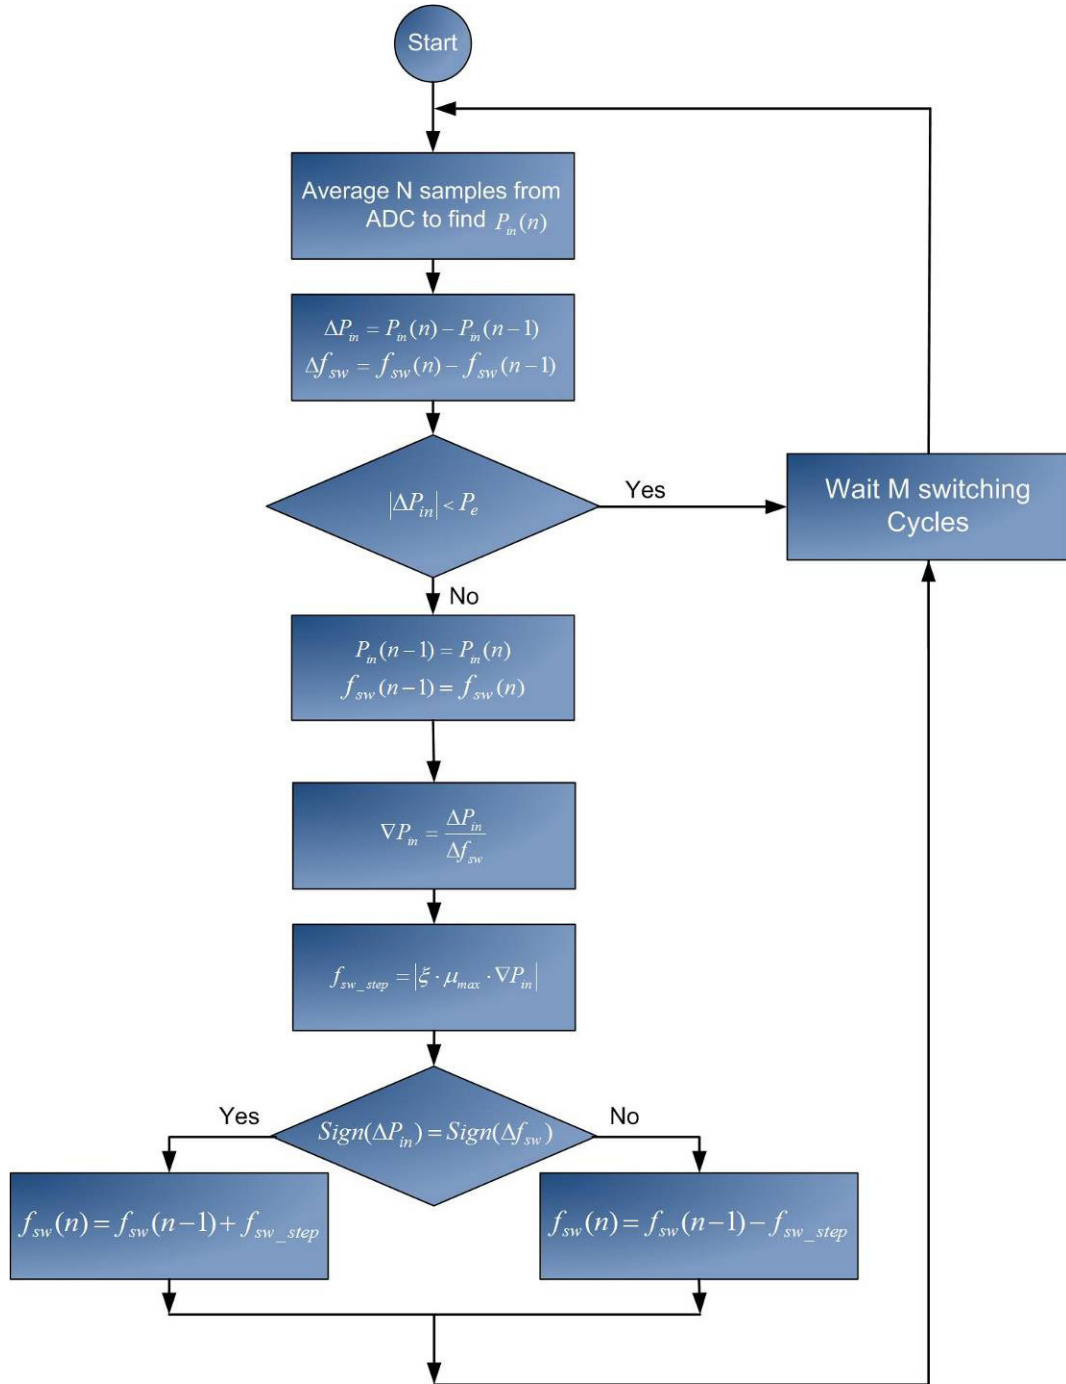 Start
Average N samples from
ADC to find P_in(n)
ΔP_in = P_in(n) − P_in(n−1)
Δf_sw = f_sw(n) − f_sw(n−1)
|ΔP_in| < P_e
Yes
Wait M switching
Cycles
No
P_in(n−1) = P_in(n)
f_sw(n−1) = f_sw(n)
∇P_in = ΔP_in / Δf_sw
f_sw_step = |ξ · μ_max · ∇P_in|
Yes
Sign(ΔP_in) = Sign(Δf_sw)
No
f_sw(n) = f_sw(n−1) + f_sw_step
f_sw(n) = f_sw(n−1) − f_sw_step